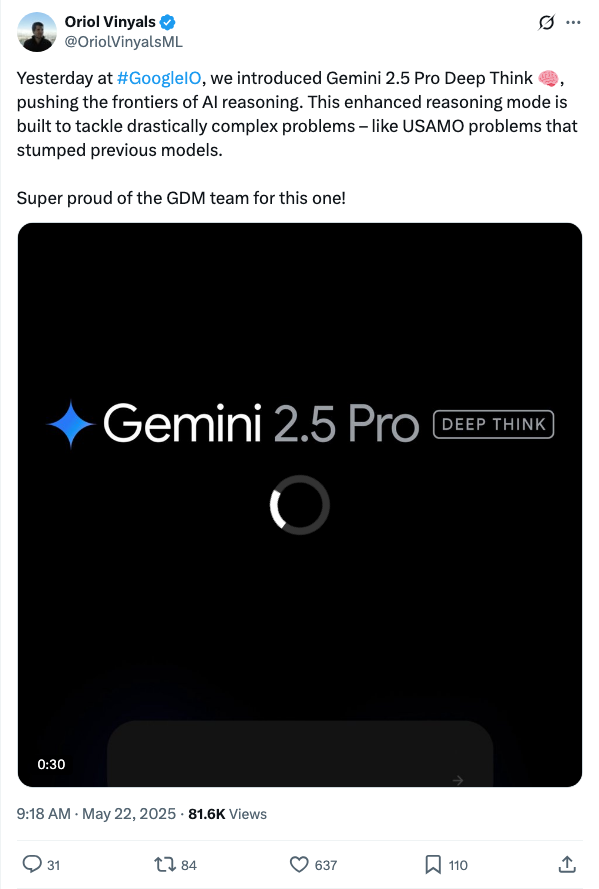 Oriol Vinyals
@OriolVinyalsML
Yesterday at #GoogleIO, we introduced Gemini 2.5 Pro Deep Think 🧠,
pushing the frontiers of AI reasoning. This enhanced reasoning mode is
built to tackle drastically complex problems – like USAMO problems that
stumped previous models.
Super proud of the GDM team for this one!
Gemini 2.5 Pro DEEP THINK
0:30
9:18 AM · May 22, 2025 · 81.6K Views
31 84 637 110